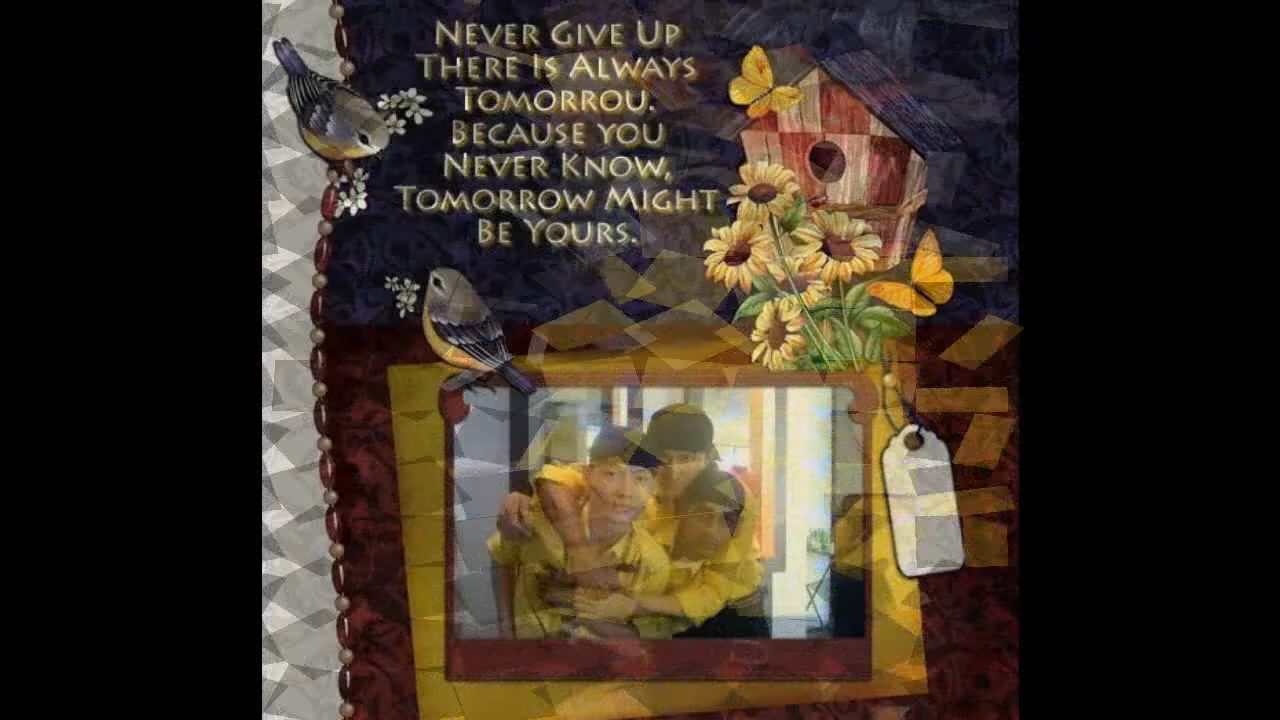 Never Give Up
There Is Always
Tomorrou.
Because you
Never Know,
Tomorrow Might
Be Yours.